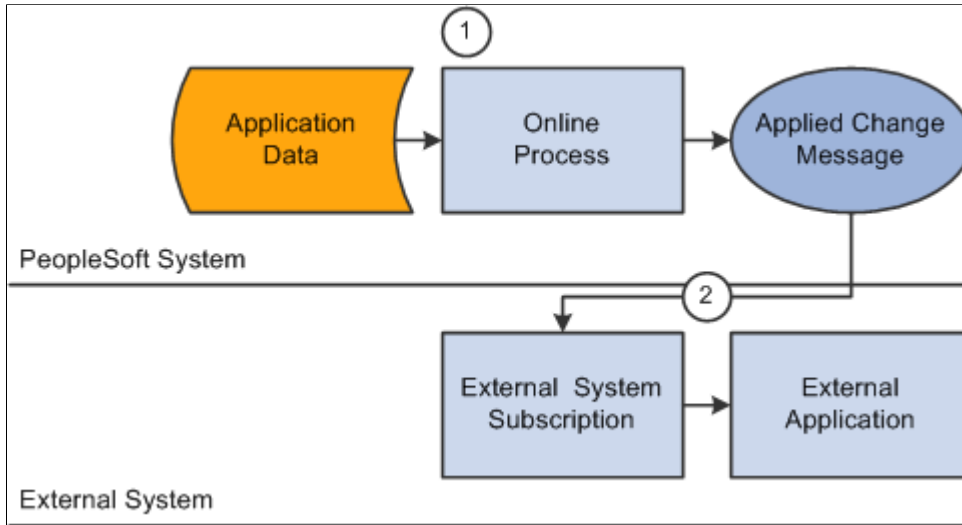 1
Application
Data
Online
Process
Applied Change
Message
PeopleSoft System
2
External System
Subscription
External
Application
External System